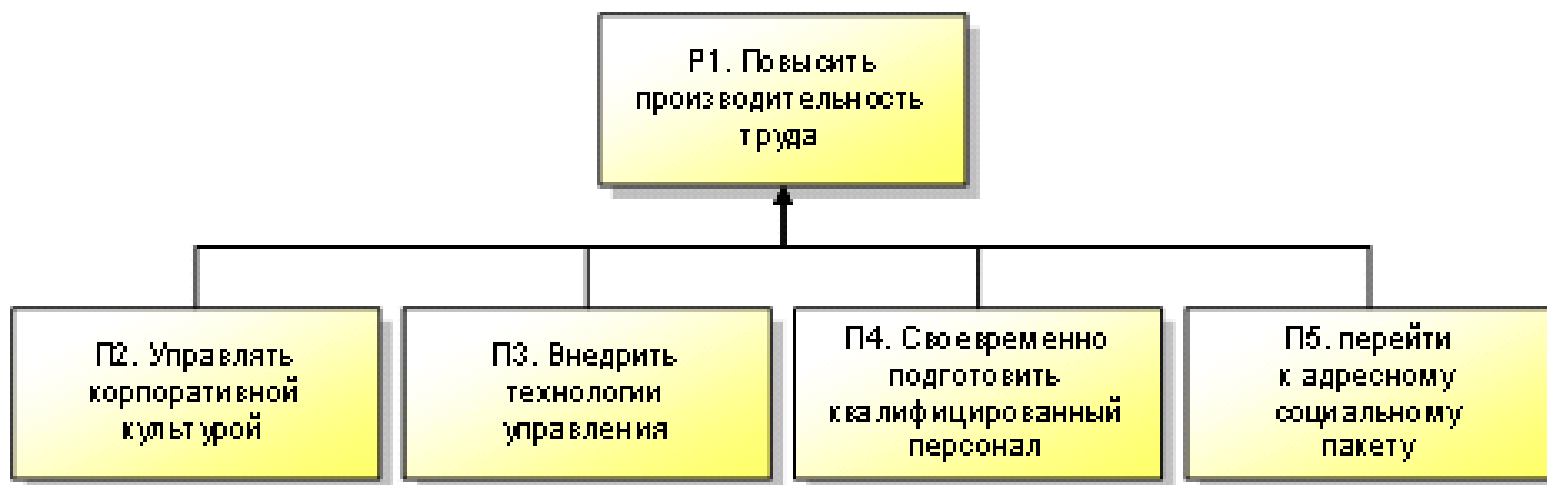 Р1. Повысить
производительность
труда
П2. Управлять
корпоративной
культурой
П3. Внедрить
технологии
управления
П4. Своевременно
подготовить
квалифицированный
персонал
П5. перейти
к адресному
социальному
пакету